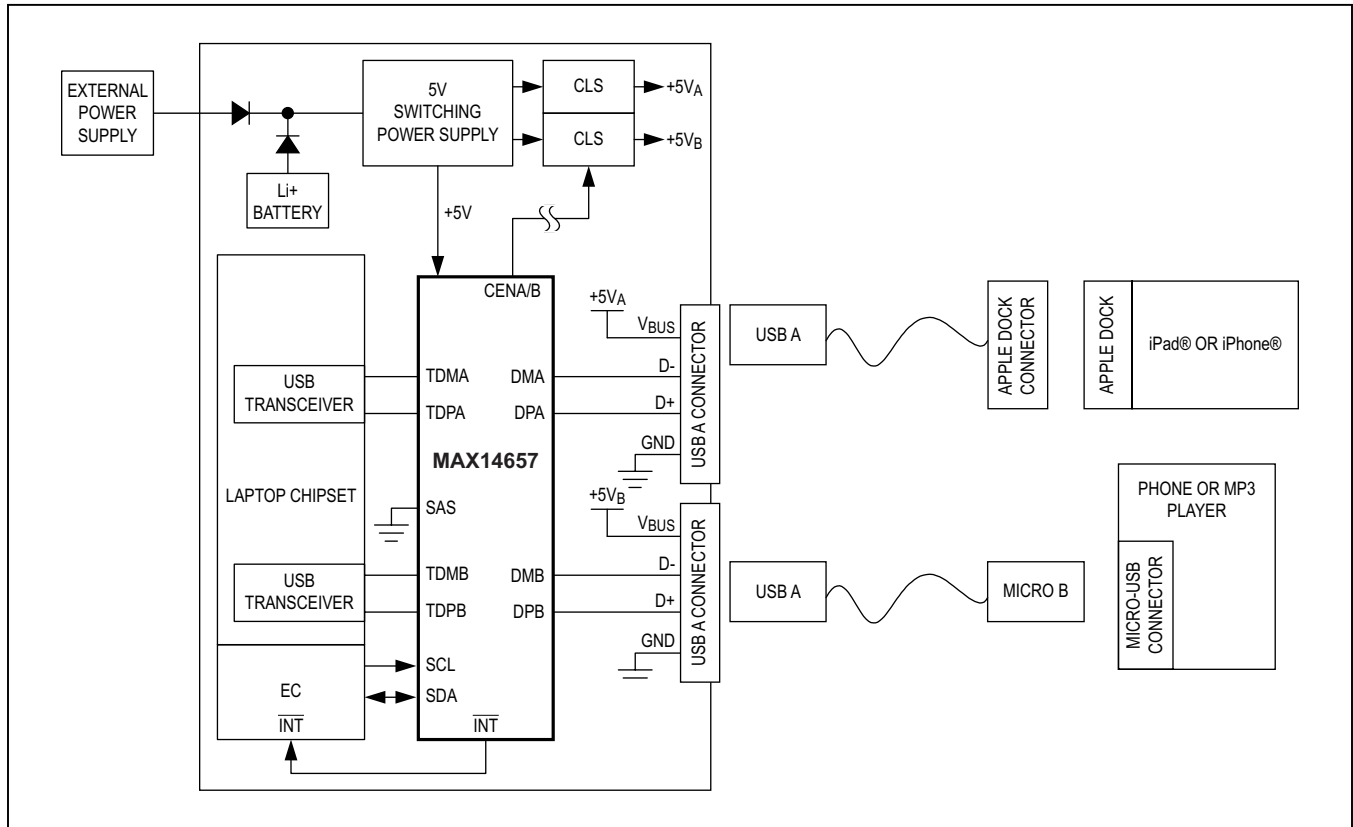 EXTERNAL
POWER
SUPPLY
Li+
BATTERY
5V
SWITCHING
POWER SUPPLY
CLS
CLS
+5VA
+5VB
+5V
CENA/B
USB
TRANSCEIVER
LAPTOP CHIPSET
USB
TRANSCEIVER
EC
INT
TDMA
TDPA
MAX14657
SAS
TDMB
TDPB
SCL
SDA
INT
DMA
DPA
DMB
DPB
+5VA
VBUS
D-
D+
GND
USB A CONNECTOR
+5VB
VBUS
D-
D+
GND
USB A CONNECTOR
USB A
APPLE DOCK
CONNECTOR
APPLE DOCK
iPad® OR iPhone®
USB A
MICRO B
PHONE OR MP3
PLAYER
MICRO-USB
CONNECTOR